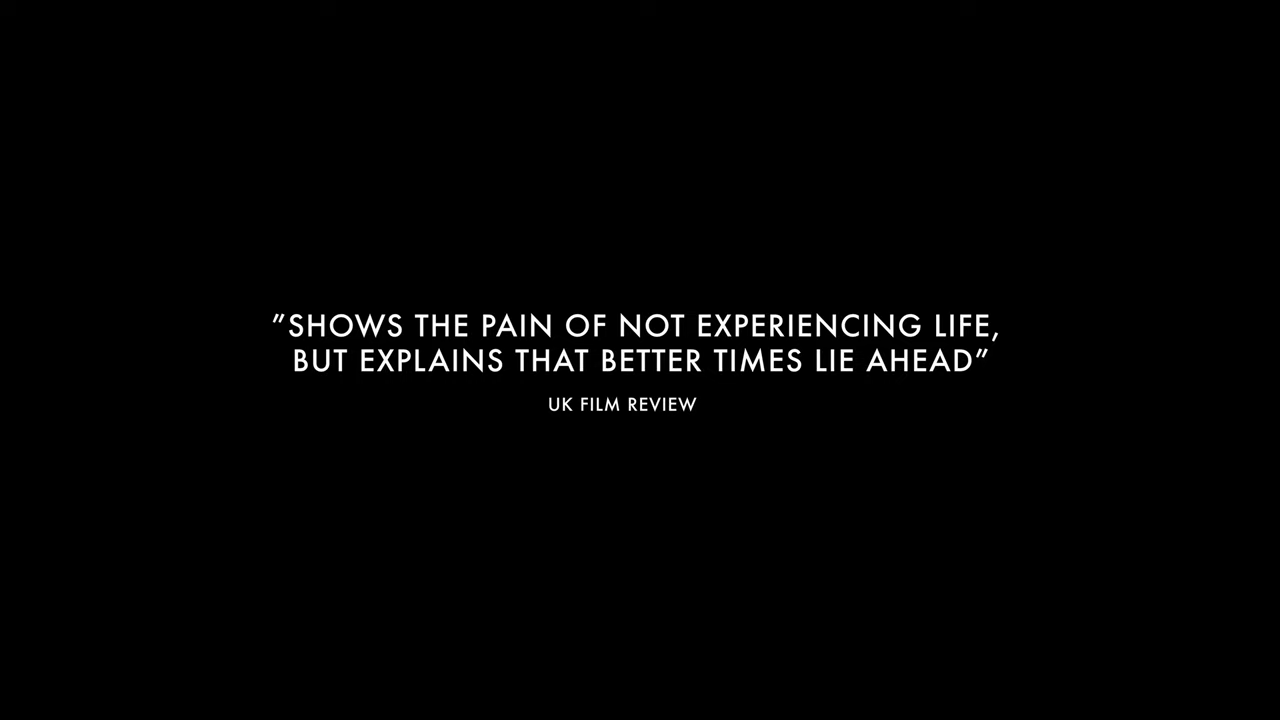 ”SHOWS THE PAIN OF NOT EXPERIENCING LIFE,
BUT EXPLAINS THAT BETTER TIMES LIE AHEAD”
UK FILM REVIEW